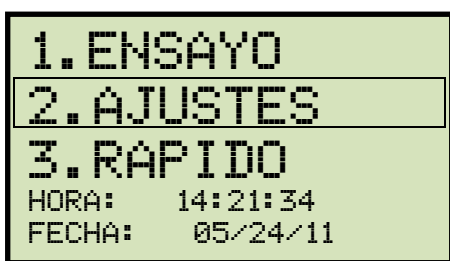 1.ENSAYO
2.AJUSTES
3.RAPIDO
HORA: 14:21:34
FECHA: 05/24/11